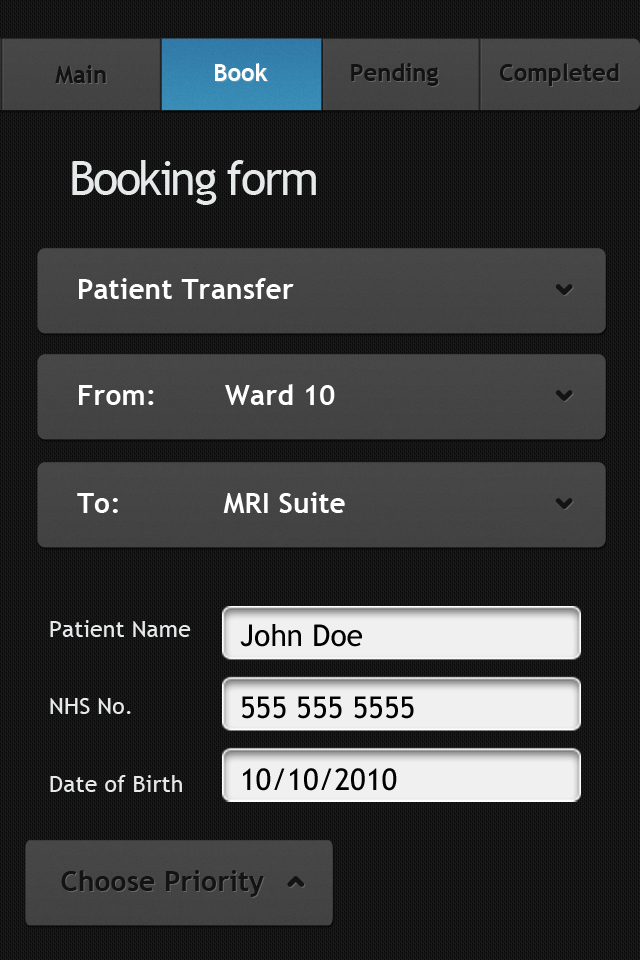 Main Book Pending Completed
Booking form
Patient Transfer
From: Ward 10
To: MRI Suite
Patient Name John Doe
NHS No. 555 555 5555
Date of Birth 10/10/2010
Choose Priority